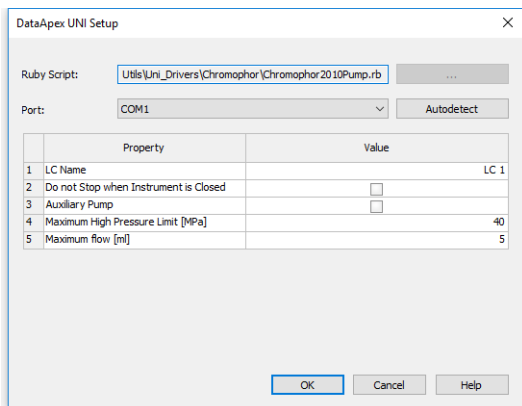 DataApex UNI Setup
Ruby Script: Utils\Uni_Drivers\Chromophor\Chromophor2010Pump.rb ...
Port: COM1 Autodetect
Property Value
1 LC Name LC 1
2 Do not Stop when Instrument is Closed
3 Auxiliary Pump
4 Maximum High Pressure Limit [MPa] 40
5 Maximum flow [ml] 5
OK Cancel Help